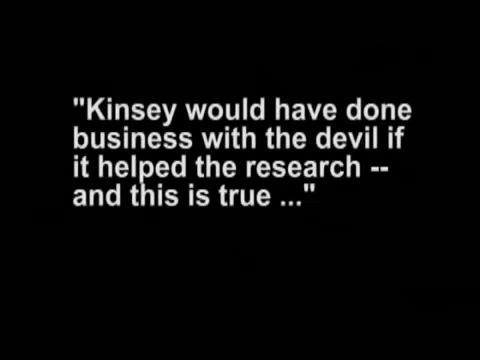 "Kinsey would have done
business with the devil if
it helped the research --
and this is true ..."